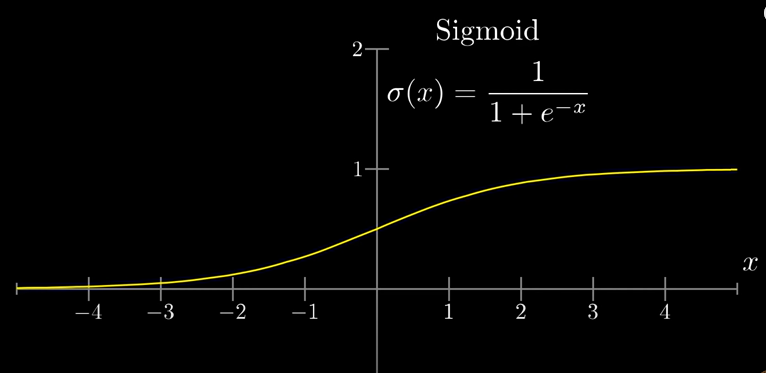 Sigmoid
2
σ(x) = 1 / (1 + e^{-x})
1
x
−4 −3 −2 −1 1 2 3 4